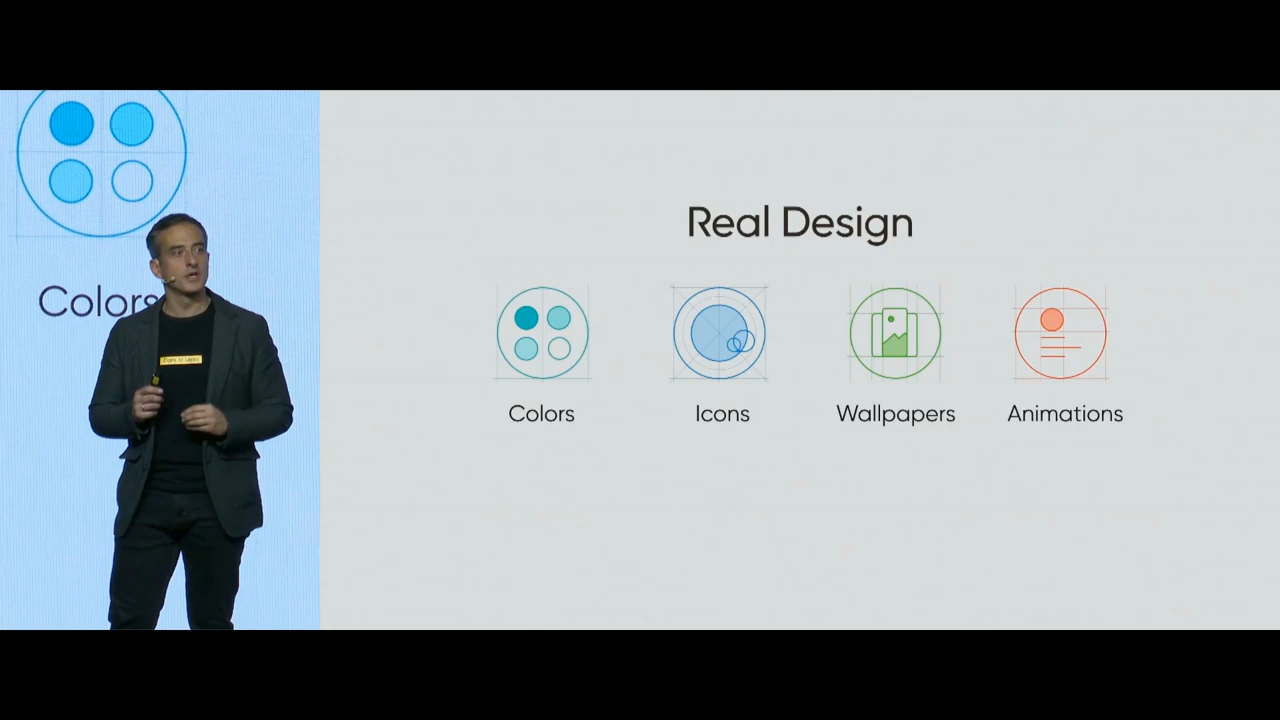 Colors
Real Design
Colors
Icons
Wallpapers
Animations